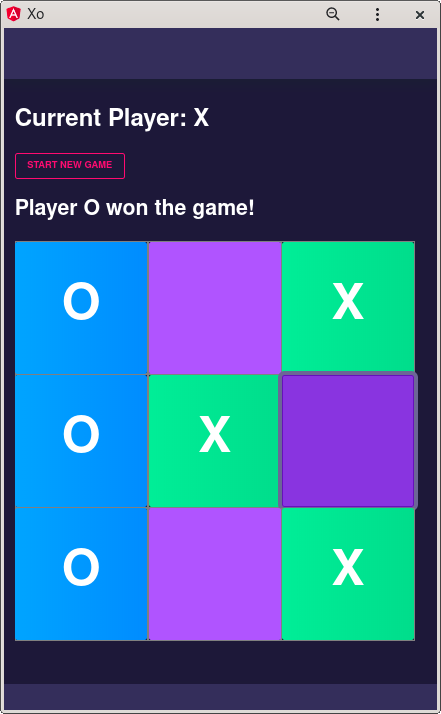 Xo
Current Player: X
START NEW GAME
Player O won the game!
O X
O X
O X